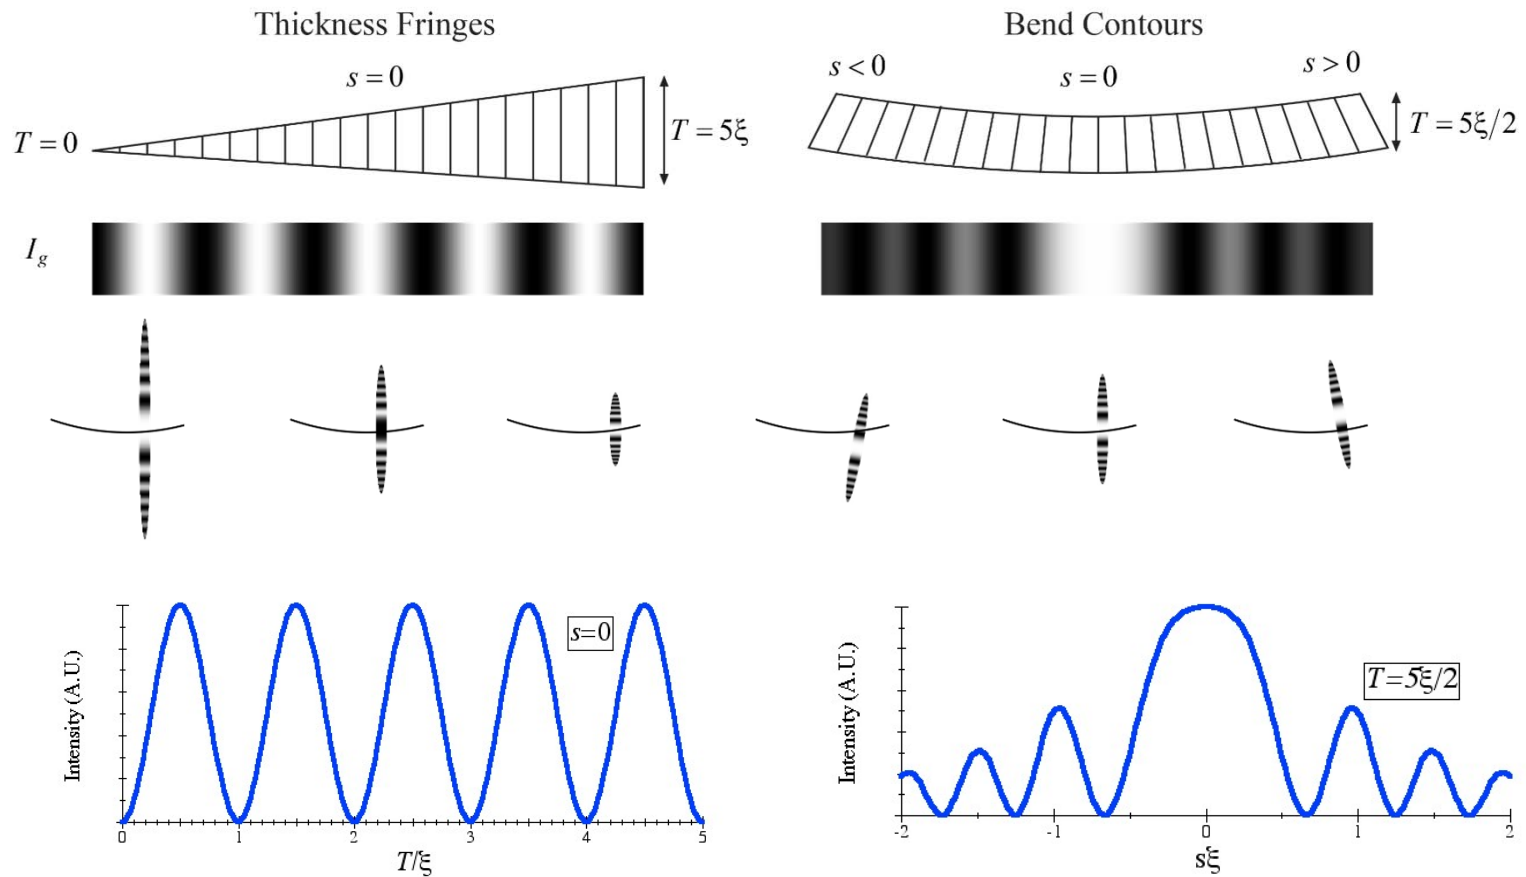 Thickness Fringes
s = 0
T = 0
T = 5ξ
I_g
Intensity (A.U.)
s=0
0 1 2 3 4 5
T/ξ
Bend Contours
s < 0
s = 0
s > 0
T = 5ξ/2
Intensity (A.U.)
T=5ξ/2
-2 -1 0 1 2
sξ